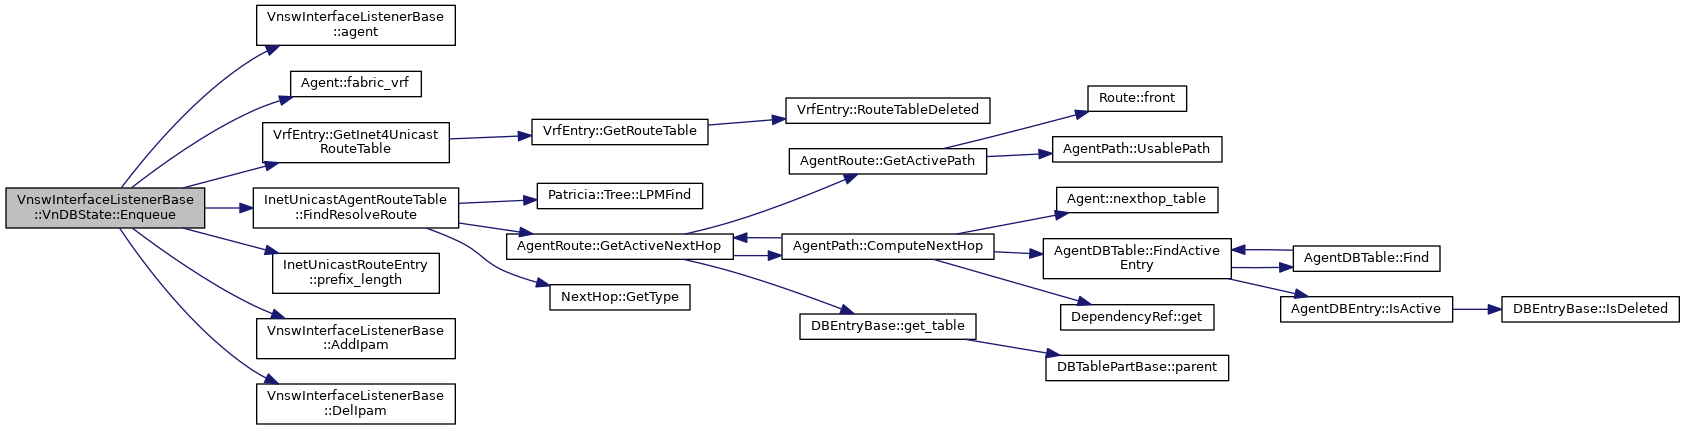 VnswInterfaceListenerBase
::VnDBState::Enqueue
VnswInterfaceListenerBase
::agent
Agent::fabric_vrf
VrfEntry::GetInet4Unicast
RouteTable
InetUnicastAgentRouteTable
::FindResolveRoute
InetUnicastRouteEntry
::prefix_length
VnswInterfaceListenerBase
::AddIpam
VnswInterfaceListenerBase
::DelIpam
VrfEntry::GetRouteTable
Patricia::Tree::LPMFind
AgentRoute::GetActiveNextHop
NextHop::GetType
VrfEntry::RouteTableDeleted
AgentRoute::GetActivePath
AgentPath::ComputeNextHop
DBEntryBase::get_table
Route::front
AgentPath::UsablePath
Agent::nexthop_table
AgentDBTable::FindActive
Entry
DependencyRef::get
DBTablePartBase::parent
AgentDBTable::Find
AgentDBEntry::IsActive
DBEntryBase::IsDeleted